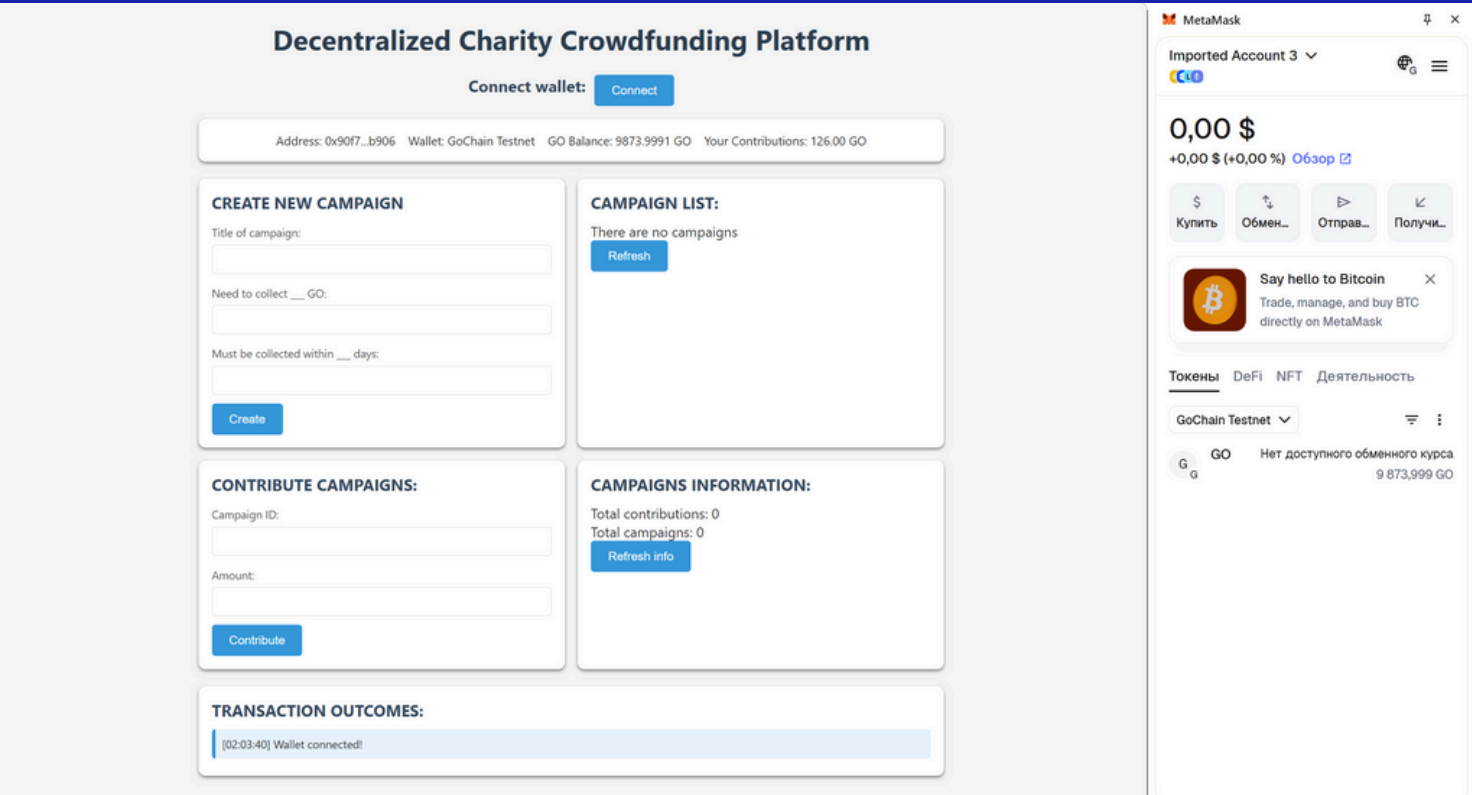 Decentralized Charity Crowdfunding Platform
Connect wallet: Connect
Address: 0x90f7...b906 Wallet: GoChain Testnet GO Balance: 9873.9991 GO Your Contributions: 126.00 GO
CREATE NEW CAMPAIGN
Title of campaign:
Need to collect __ GO:
Must be collected within __ days:
Create
CAMPAIGN LIST:
There are no campaigns
Refresh
CONTRIBUTE CAMPAIGNS:
Campaign ID:
Amount:
Contribute
CAMPAIGNS INFORMATION:
Total contributions: 0
Total campaigns: 0
Refresh info
TRANSACTION OUTCOMES:
[02:03:40] Wallet connected!
MetaMask
Imported Account 3
G
0,00 $
+0,00 $ (+0,00 %) Обзор
$
Купить Обмен... Отправ... Получи...
Say hello to Bitcoin
Trade, manage, and buy BTC
directly on MetaMask
Токены DeFi NFT Деятельность
GoChain Testnet
G G GO Нет доступного обменного курса
9 873,999 GO